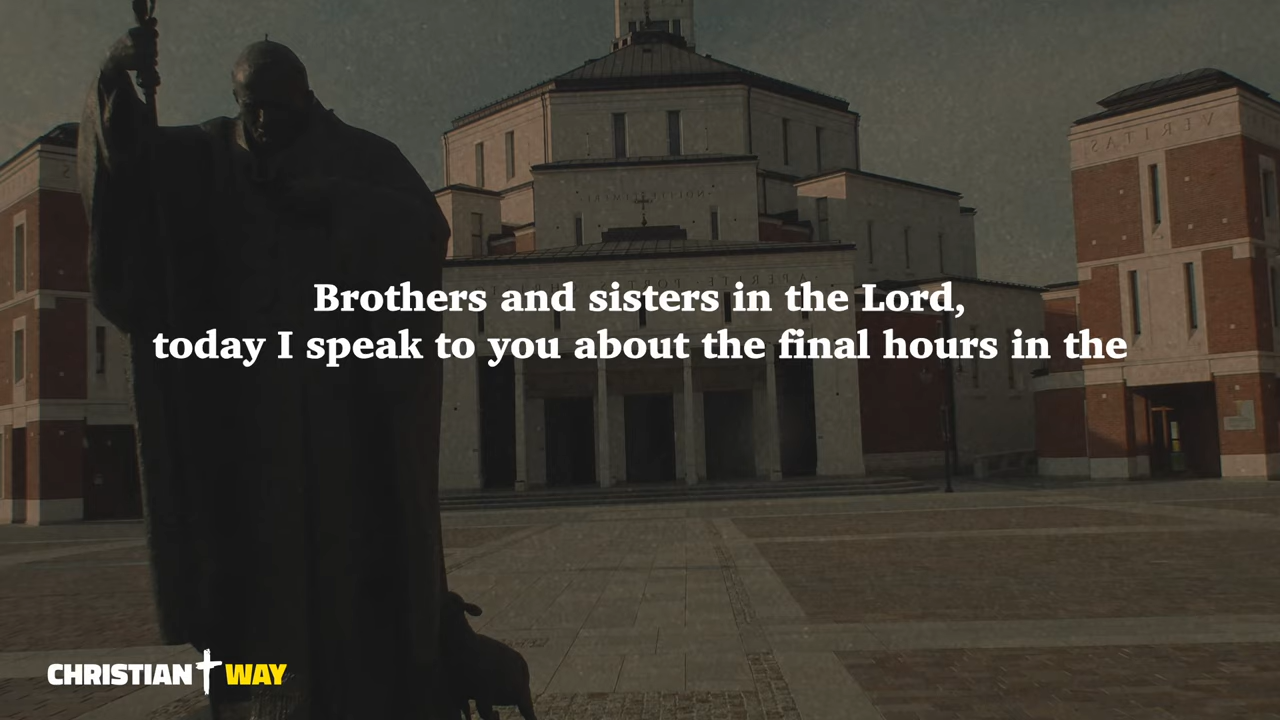 Brothers and sisters in the Lord,
today I speak to you about the final hours in the
CHRISTIAN WAY